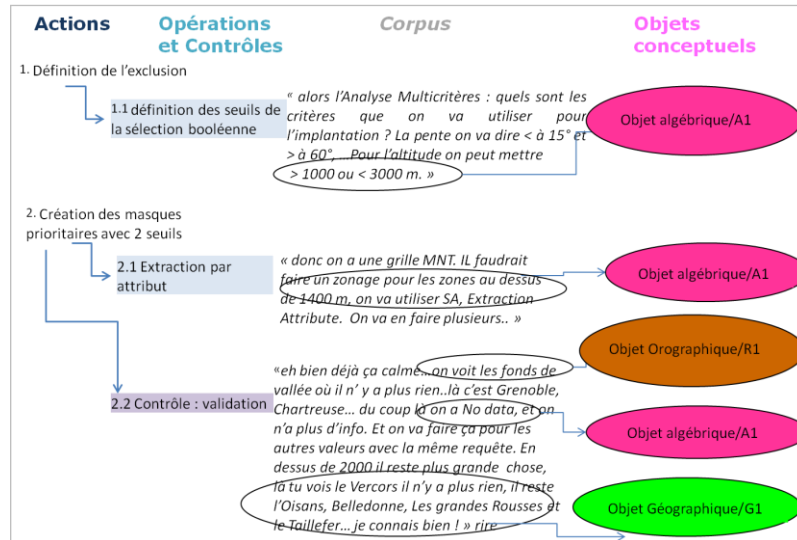 Actions
Opérations
et Contrôles
Corpus
Objets
conceptuels
1. Définition de l'exclusion
1.1 définition des seuils de
la sélection booléenne
« alors l'Analyse Multicritères : quels sont les
critères que on va utiliser pour
l'implantation ? La pente on va dire < à 15° et
> à 60°, ...Pour l'altitude on peut mettre
> 1000 ou < 3000 m. »
Objet algébrique/A1
2. Création des masques
prioritaires avec 2 seuils
2.1 Extraction par
attribut
« donc on a une grille MNT. IL faudrait
faire un zonage pour les zones au dessus
de 1400 m, on va utiliser SA, Extraction
Attribute. On va en faire plusieurs.. »
Objet algébrique/A1
2.2 Contrôle : validation
«eh bien déjà ça calme...on voit les fonds de
vallée où il n' y a plus rien..là c'est Grenoble,
Chartreuse... du coup là on a No data, et on
n'a plus d'info. Et on va faire ça pour les
autres valeurs avec la même requête. En
dessus de 2000 il reste plus grande chose,
là tu vois le Vercors il n'y a plus rien, il reste
l'Oisans, Belledonne, Les grandes Rousses et
le Taillefer... je connais bien ! » rire
Objet Orographique/R1
Objet algébrique/A1
Objet Géographique/G1